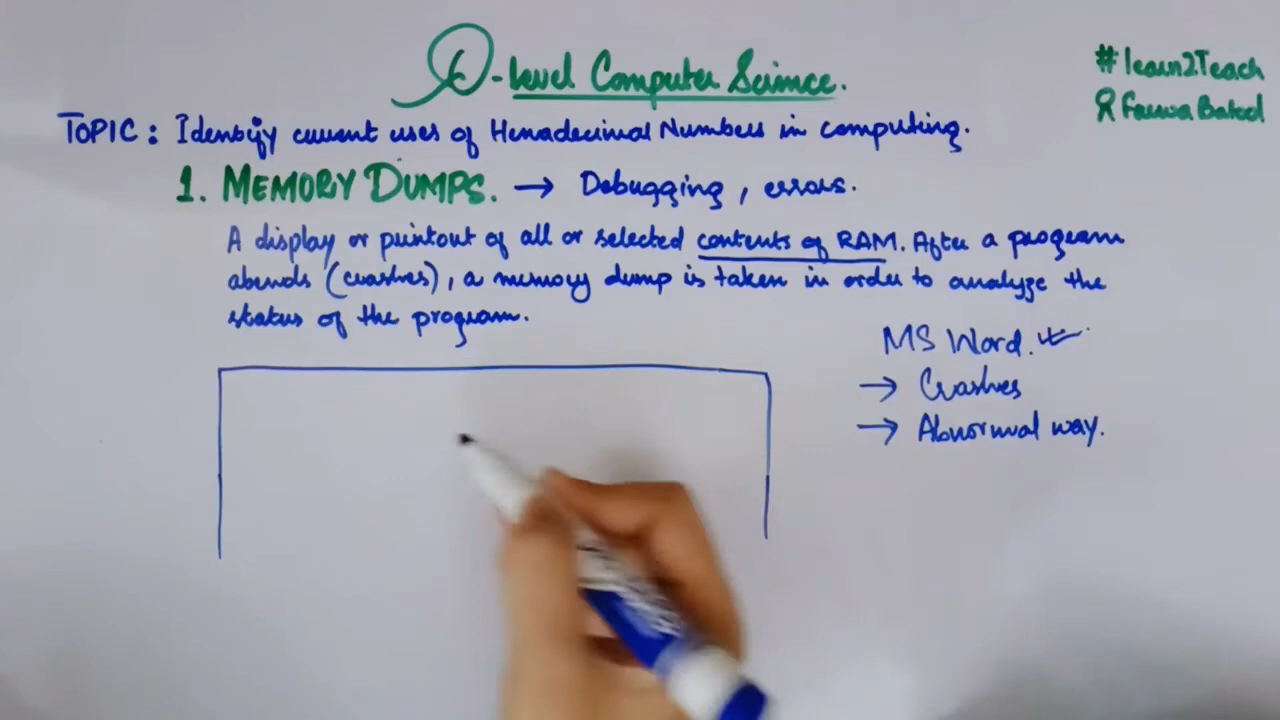 O-level Computer Science.
#learn2Teach
Farwa Batool
TOPIC: Identify current uses of Hexadecimal Numbers in computing.
1. MEMORY DUMPS. → Debugging, errors.
A display or printout of all or selected contents of RAM. After a program
abends (crashes), a memory dump is taken in order to analyze the
status of the program.
MS Word.
→ Crashes
→ Abnormal way.